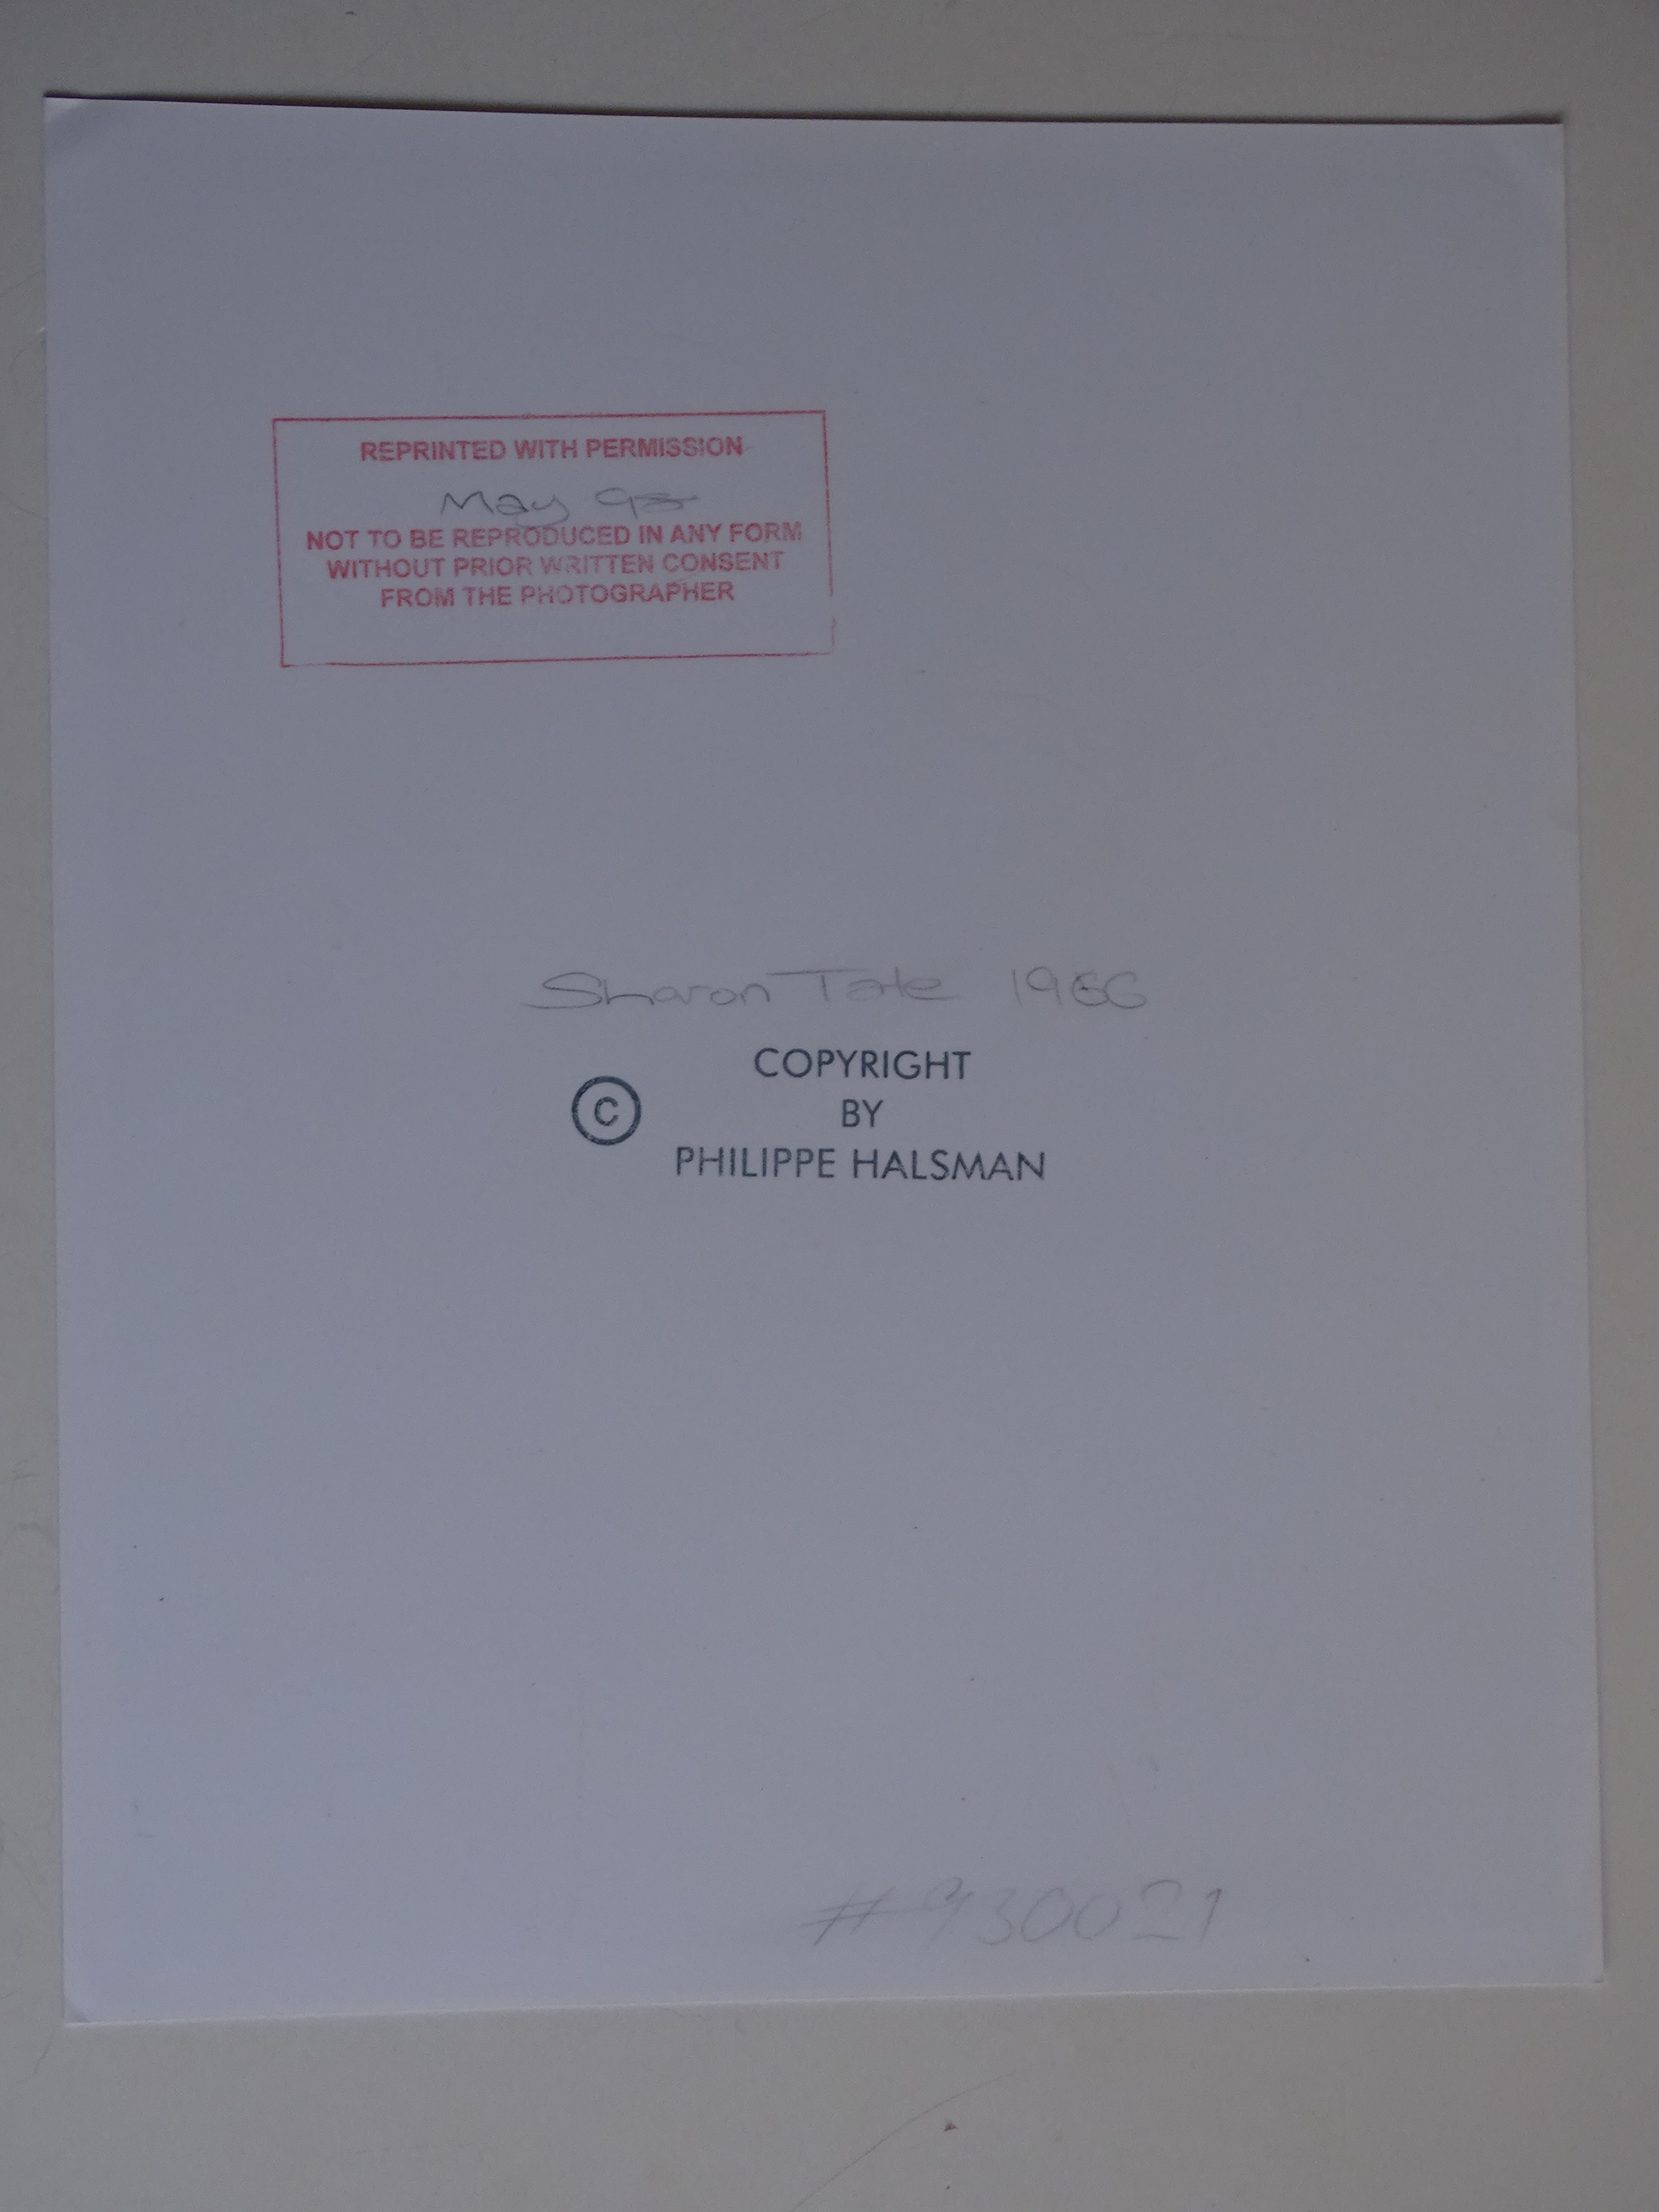 REPRINTED WITH PERMISSION
May 93
NOT TO BE REPRODUCED IN ANY FORM
WITHOUT PRIOR WRITTEN CONSENT
FROM THE PHOTOGRAPHER
Sharon Tate 1966
COPYRIGHT
© BY
PHILIPPE HALSMAN
#930021